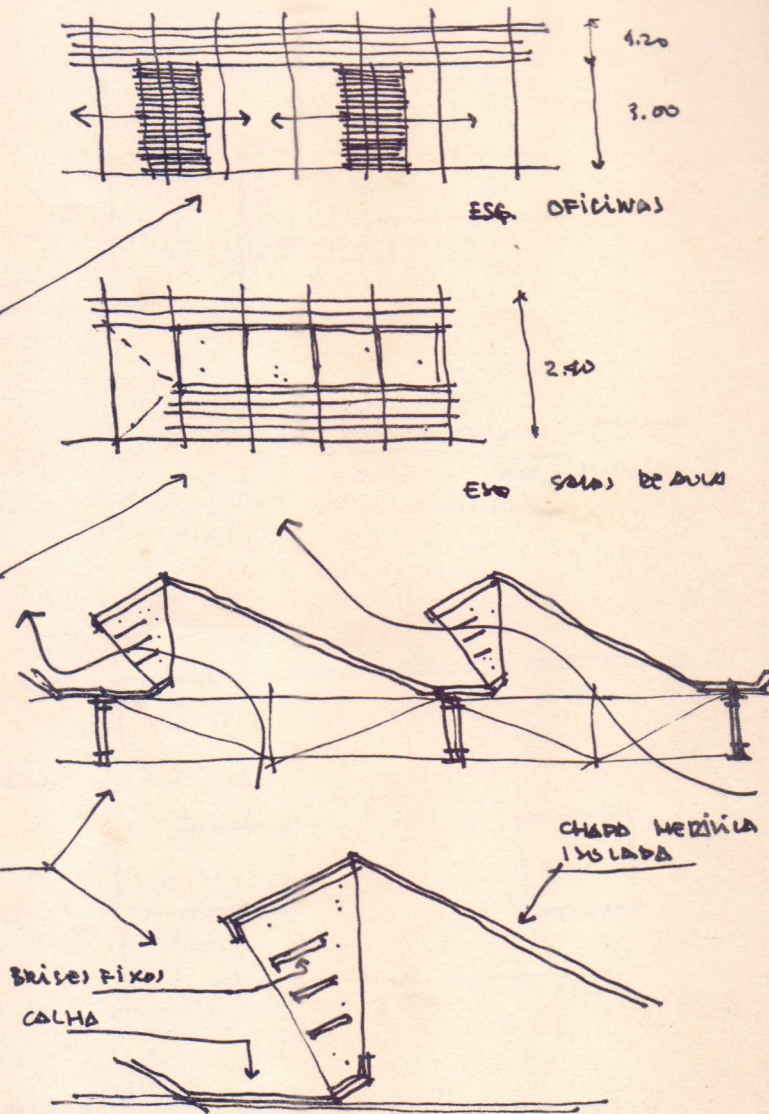 1.20
3.00
ESQ. OFICINAS
2.40
ESQ SALAS DE AULA
CHAPA METÁLICA
ISOLADA
BRISES FIXOS
CALHA